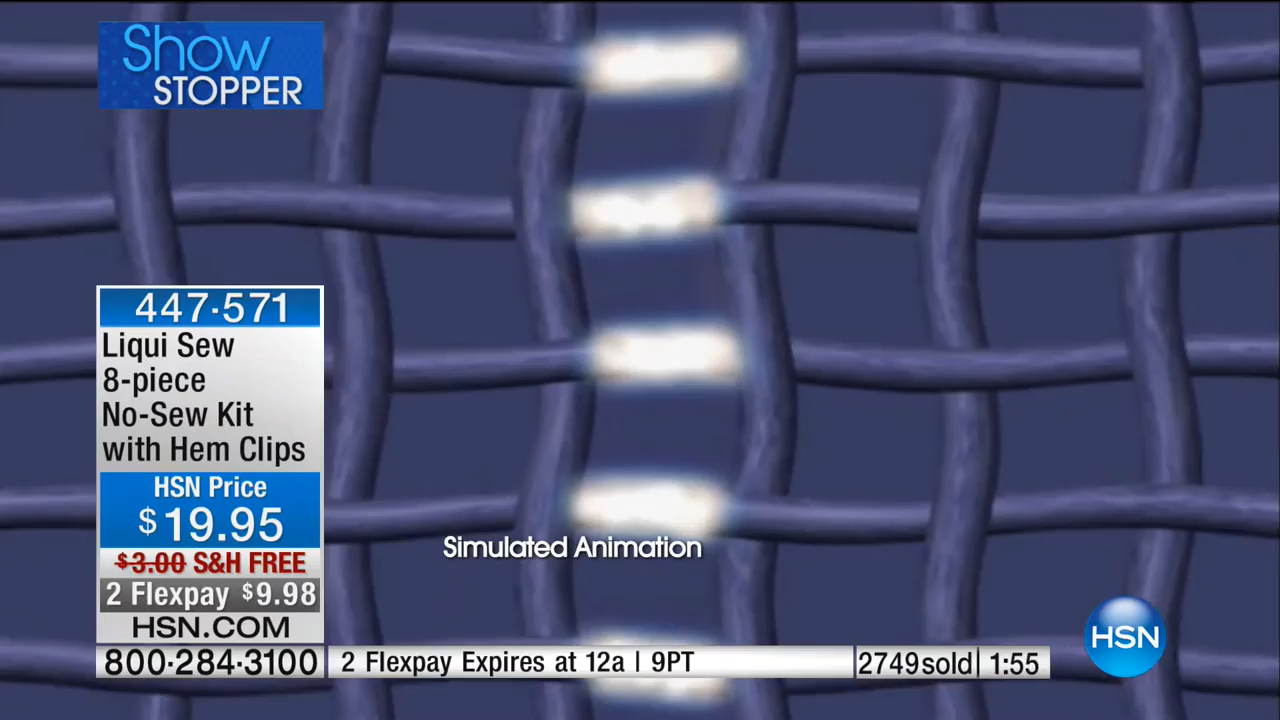 Show
STOPPER
447·571
Liqui Sew
8-piece
No-Sew Kit
with Hem Clips
HSN Price
$19.95
$3.00 S&H FREE
2 Flexpay $9.98
HSN.COM
Simulated Animation
HSN
800·284·3100 2 Flexpay Expires at 12a | 9PT 2749sold 1:55